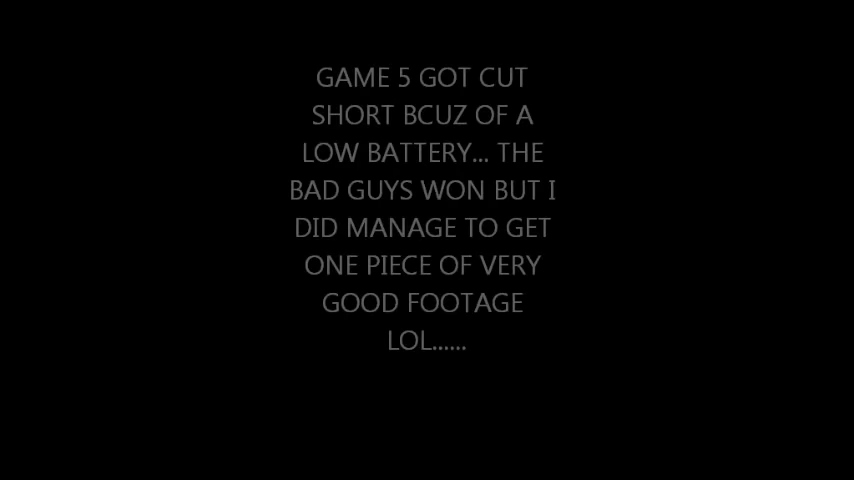 GAME 5 GOT CUT
SHORT BCUZ OF A
LOW BATTERY... THE
BAD GUYS WON BUT I
DID MANAGE TO GET
ONE PIECE OF VERY
GOOD FOOTAGE
LOL......